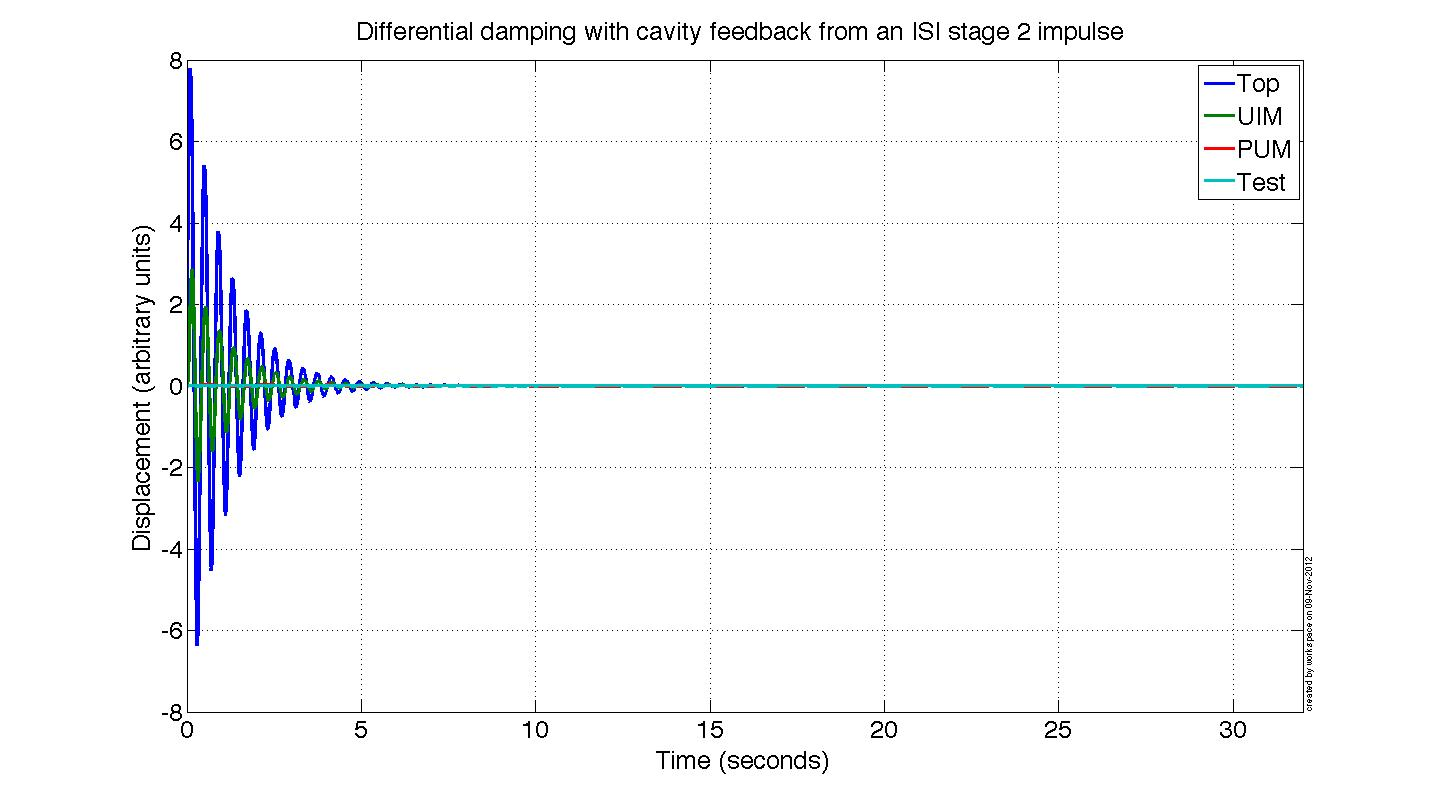 Differential damping with cavity feedback from an ISI stage 2 impulse
Top
UIM
PUM
Test
8
6
4
2
0
-2
-4
-6
-8
Displacement (arbitrary units)
0 5 10 15 20 25 30
Time (seconds)
created by workspace on 09-Nov-2012